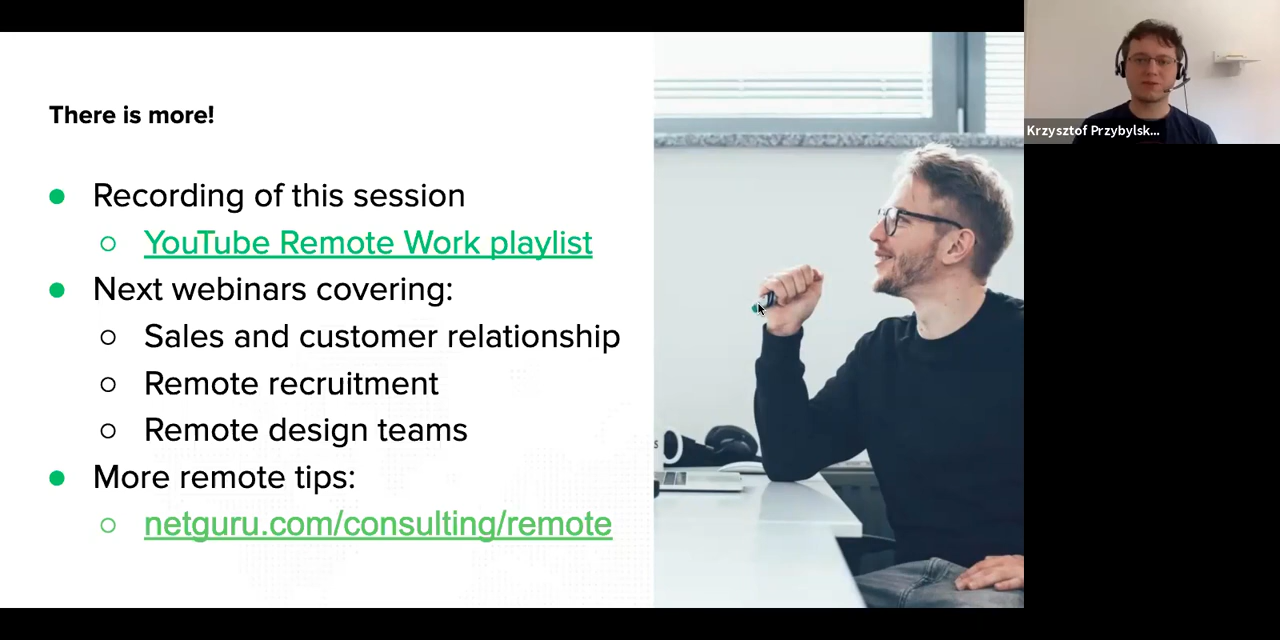 There is more!
Recording of this session
YouTube Remote Work playlist
Next webinars covering:
Sales and customer relationship
Remote recruitment
Remote design teams
More remote tips:
netguru.com/consulting/remote
Krzysztof Przybylsk...